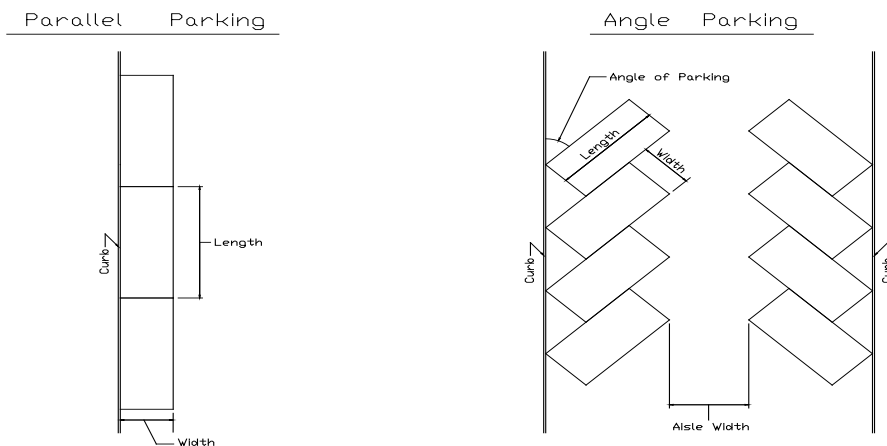 Parallel Parking
Curb
Length
Width
Angle Parking
Angle of Parking
Length
Width
Curb
Curb
Aisle Width